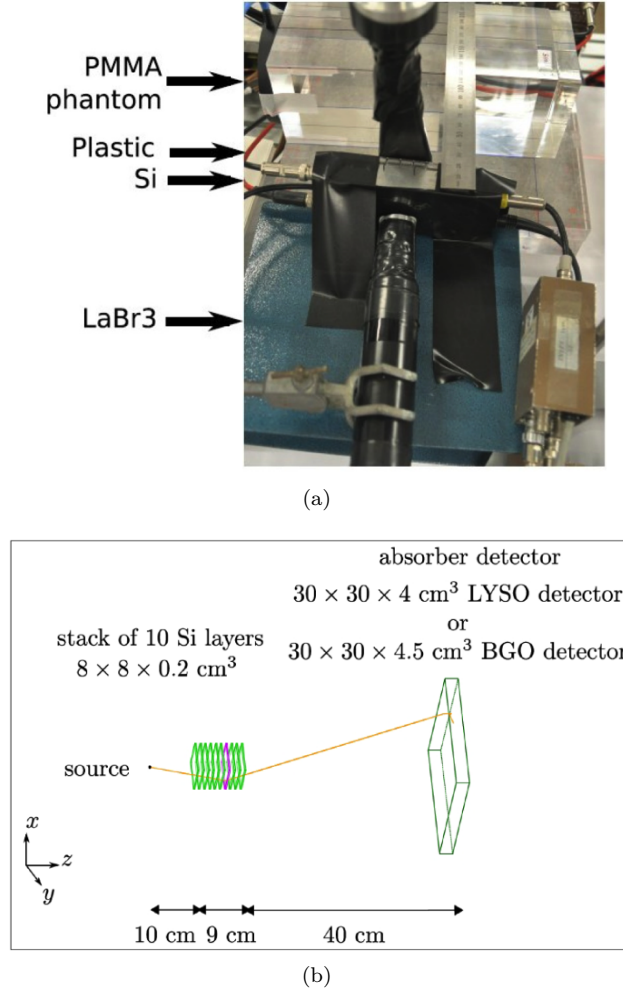 PMMA
phantom
Plastic
Si
LaBr3
(a)
absorber detector
30 × 30 × 4 cm³ LYSO detector
or
30 × 30 × 4.5 cm³ BGO detector
stack of 10 Si layers
8 × 8 × 0.2 cm³
source
x
z
y
10 cm
9 cm
40 cm
(b)